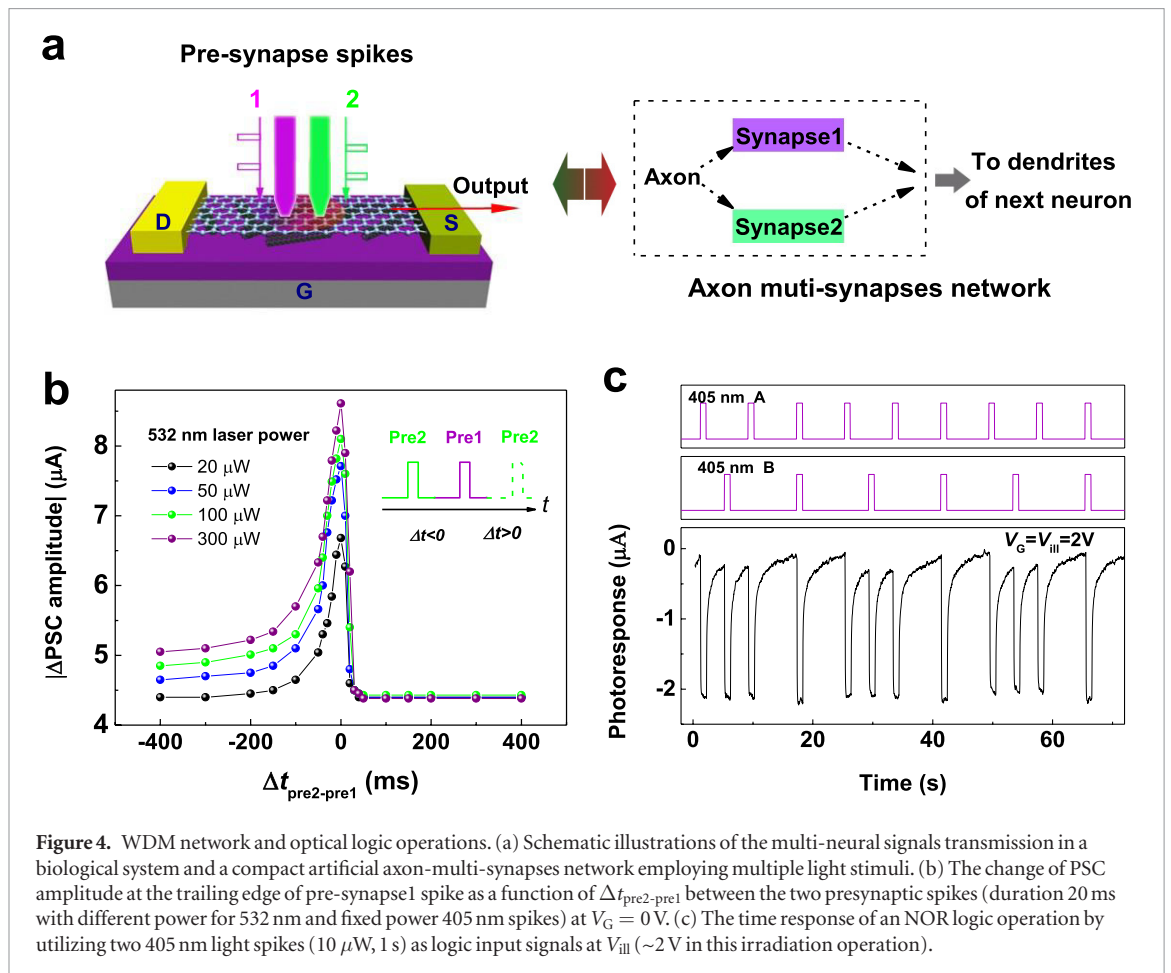 a
Pre-synapse spikes
1
2
Output
D
S
G
Axon
Synapse1
Synapse2
To dendrites
of next neuron
Axon muti-synapses network
b
|ΔPSC amplitude| (μA)
8
7
6
5
4
532 nm laser power
20 μW
50 μW
100 μW
300 μW
Pre2 Pre1 Pre2
t
Δt<0 Δt>0
-400 -200 0 200 400
Δt pre2-pre1 (ms)
c
405 nm A
405 nm B
VG=Vill=2V
Photoresponse (μA)
0
-1
-2
0 20 40 60
Time (s)
Figure 4. WDM network and optical logic operations. (a) Schematic illustrations of the multi-neural signals transmission in a
biological system and a compact artificial axon-multi-synapses network employing multiple light stimuli. (b) The change of PSC
amplitude at the trailing edge of pre-synapse1 spike as a function of Δtpre2-pre1 between the two presynaptic spikes (duration 20 ms
with different power for 532 nm and fixed power 405 nm spikes) at VG = 0 V. (c) The time response of an NOR logic operation by
utilizing two 405 nm light spikes (10 μW, 1 s) as logic input signals at Vill (~2 V in this irradiation operation).